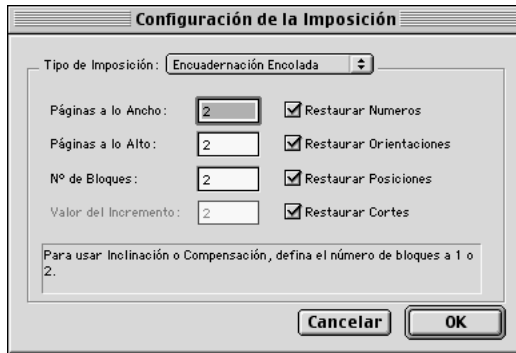 Configuración de la Imposición
Tipo de Imposición: Encuadernación Encolada
Páginas a lo Ancho: 2 Restaurar Numeros
Páginas a lo Alto: 2 Restaurar Orientaciones
Nº de Bloques: 2 Restaurar Posiciones
Valor del Incremento: 2 Restaurar Cortes
Para usar Inclinación o Compensación, defina el número de bloques a 1 o
2.
Cancelar OK